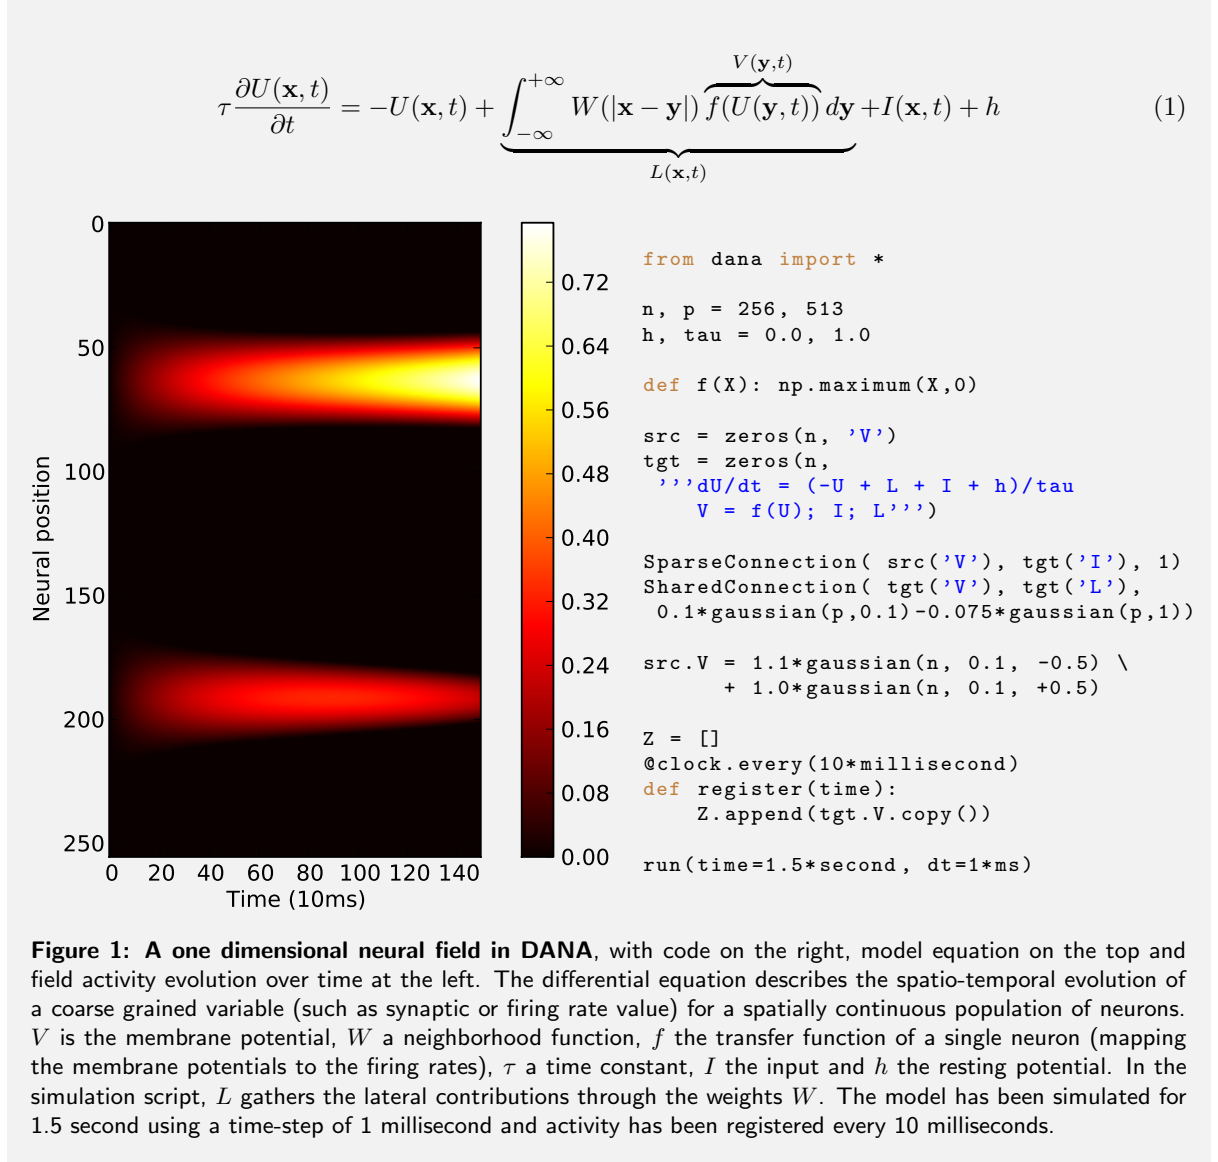 τ ∂U(x, t)/∂t = −U(x, t) + ∫_{−∞}^{+∞} W(|x − y|) f(U(y, t)) dy + I(x, t) + h (1)
V(y,t)
L(x,t)
0
50
100
150
200
250
Neural position
0 20 40 60 80 100 120 140
Time (10ms)
0.72
0.64
0.56
0.48
0.40
0.32
0.24
0.16
0.08
0.00
from dana import *
n, p = 256, 513
h, tau = 0.0, 1.0
def f(X): np.maximum(X,0)
src = zeros(n, 'V')
tgt = zeros(n,
'''dU/dt = (-U + L + I + h)/tau
V = f(U); I; L''')
SparseConnection( src('V'), tgt('I'), 1)
SharedConnection( tgt('V'), tgt('L'),
0.1*gaussian(p,0.1)-0.075*gaussian(p,1))
src.V = 1.1*gaussian(n, 0.1, -0.5) \
+ 1.0*gaussian(n, 0.1, +0.5)
Z = []
@clock.every(10*millisecond)
def register(time):
Z.append(tgt.V.copy())
run(time=1.5*second, dt=1*ms)
Figure 1: A one dimensional neural field in DANA, with code on the right, model equation on the top and
field activity evolution over time at the left. The differential equation describes the spatio-temporal evolution of
a coarse grained variable (such as synaptic or firing rate value) for a spatially continuous population of neurons.
V is the membrane potential, W a neighborhood function, f the transfer function of a single neuron (mapping
the membrane potentials to the firing rates), τ a time constant, I the input and h the resting potential. In the
simulation script, L gathers the lateral contributions through the weights W. The model has been simulated for
1.5 second using a time-step of 1 millisecond and activity has been registered every 10 milliseconds.